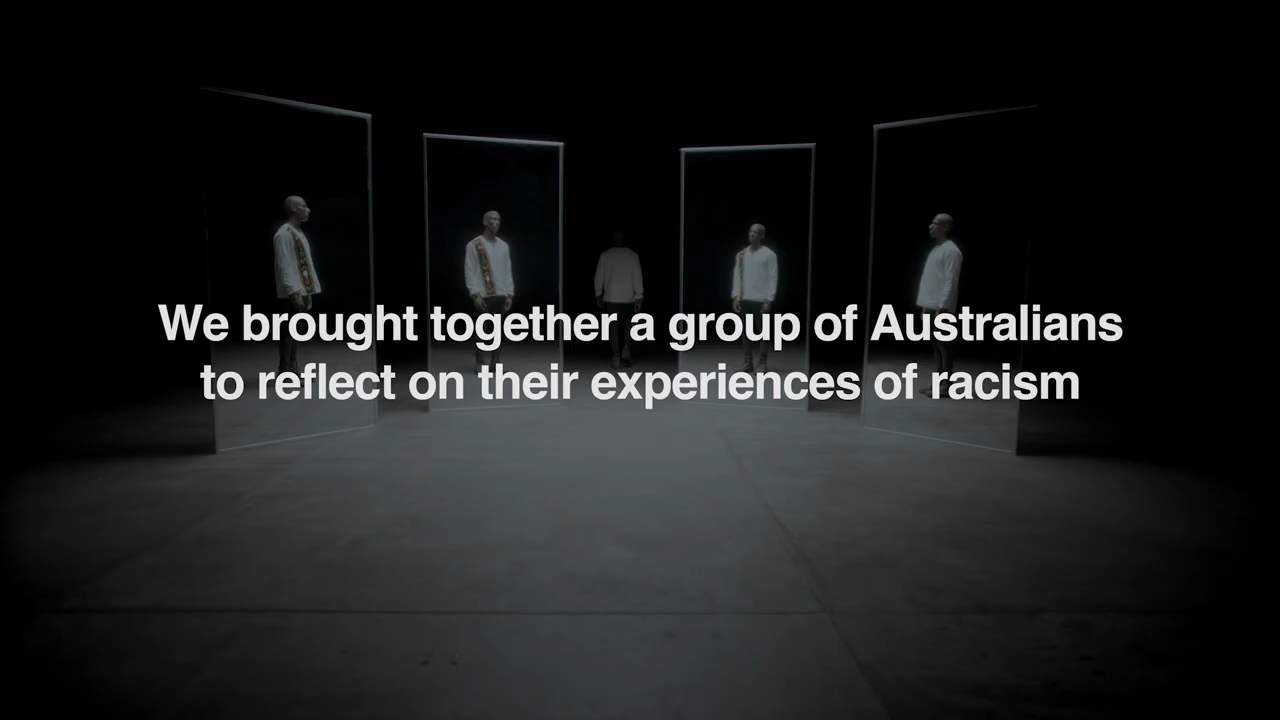 We brought together a group of Australians
to reflect on their experiences of racism